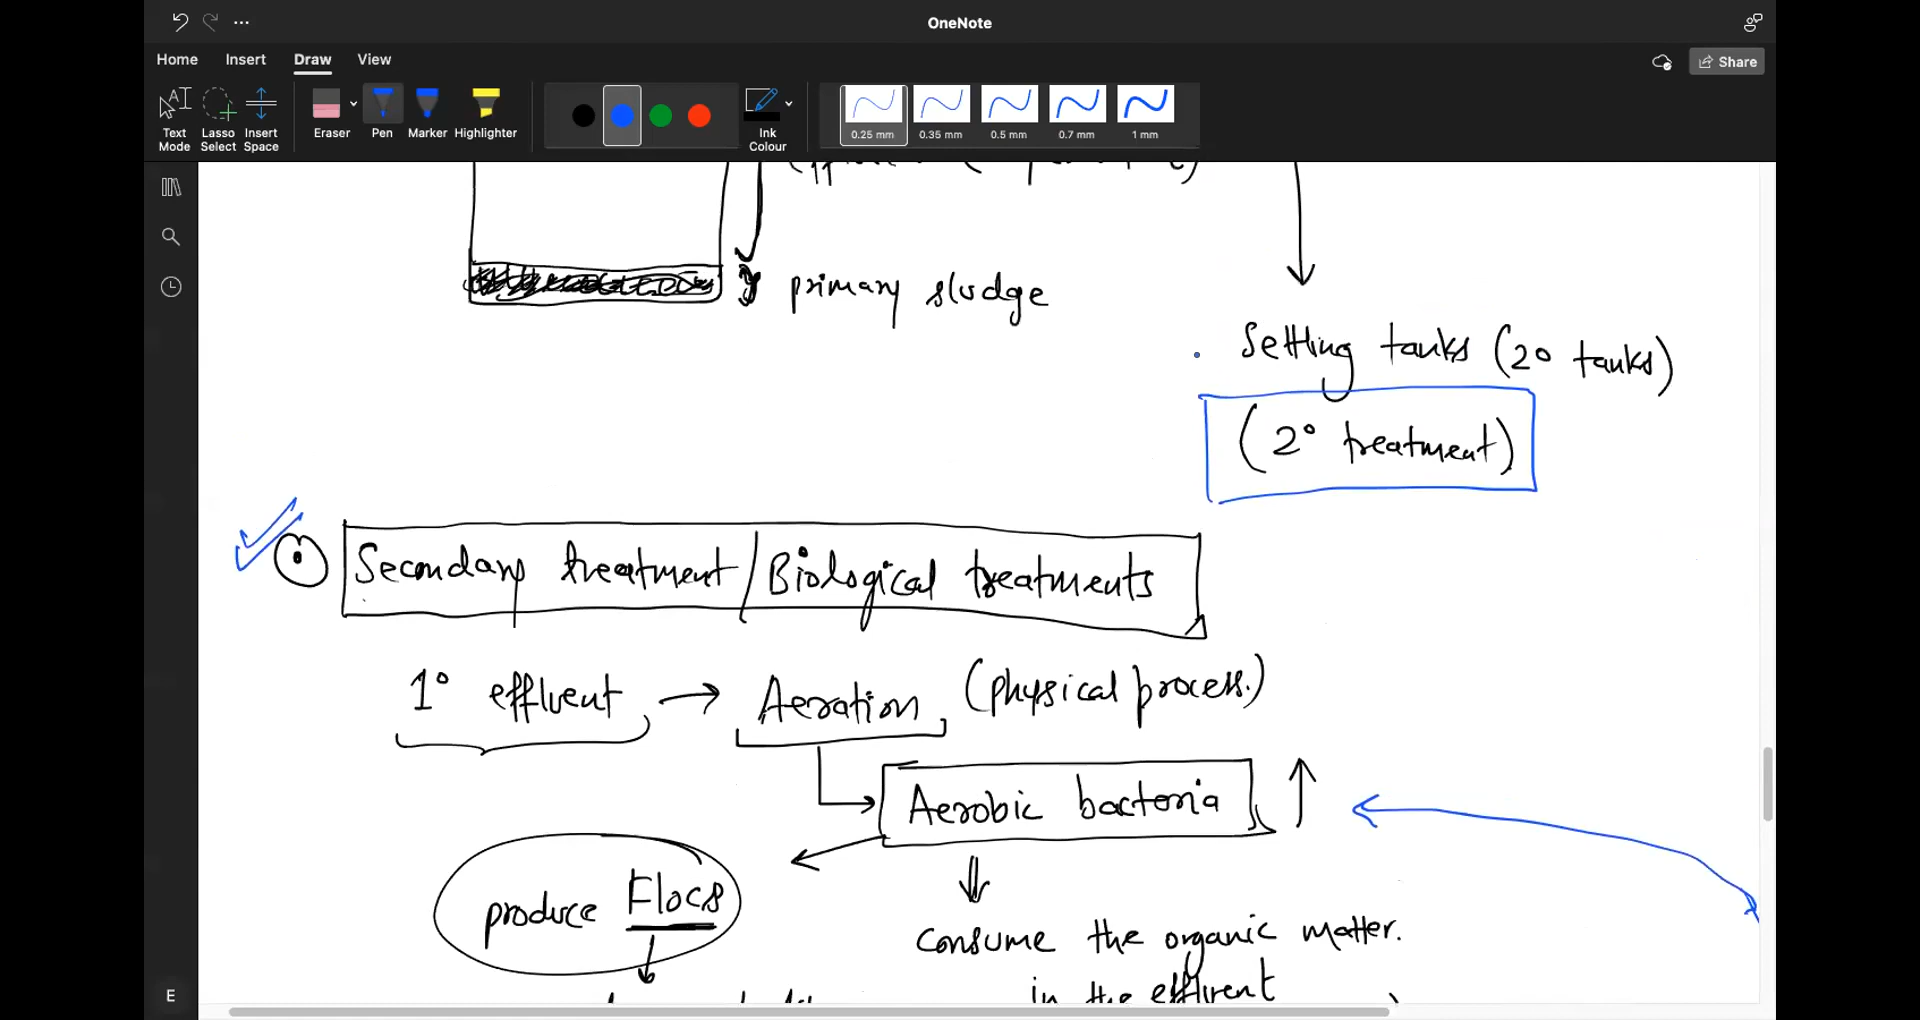 OneNote
Home Insert Draw View
Share
Text Mode
Lasso Select
Insert Space
Eraser
Pen
Marker
Highlighter
Ink Colour
0.25 mm
0.35 mm
0.5 mm
0.7 mm
1 mm
primary sludge
Settling tanks (2° tanks)
(2° treatment)
Secondary treatment/Biological treatments
1° effluent → Aeration (physical process.)
Aerobic bacteria ↑
produce Flocs
Consume the organic matter.
in the effluent
E